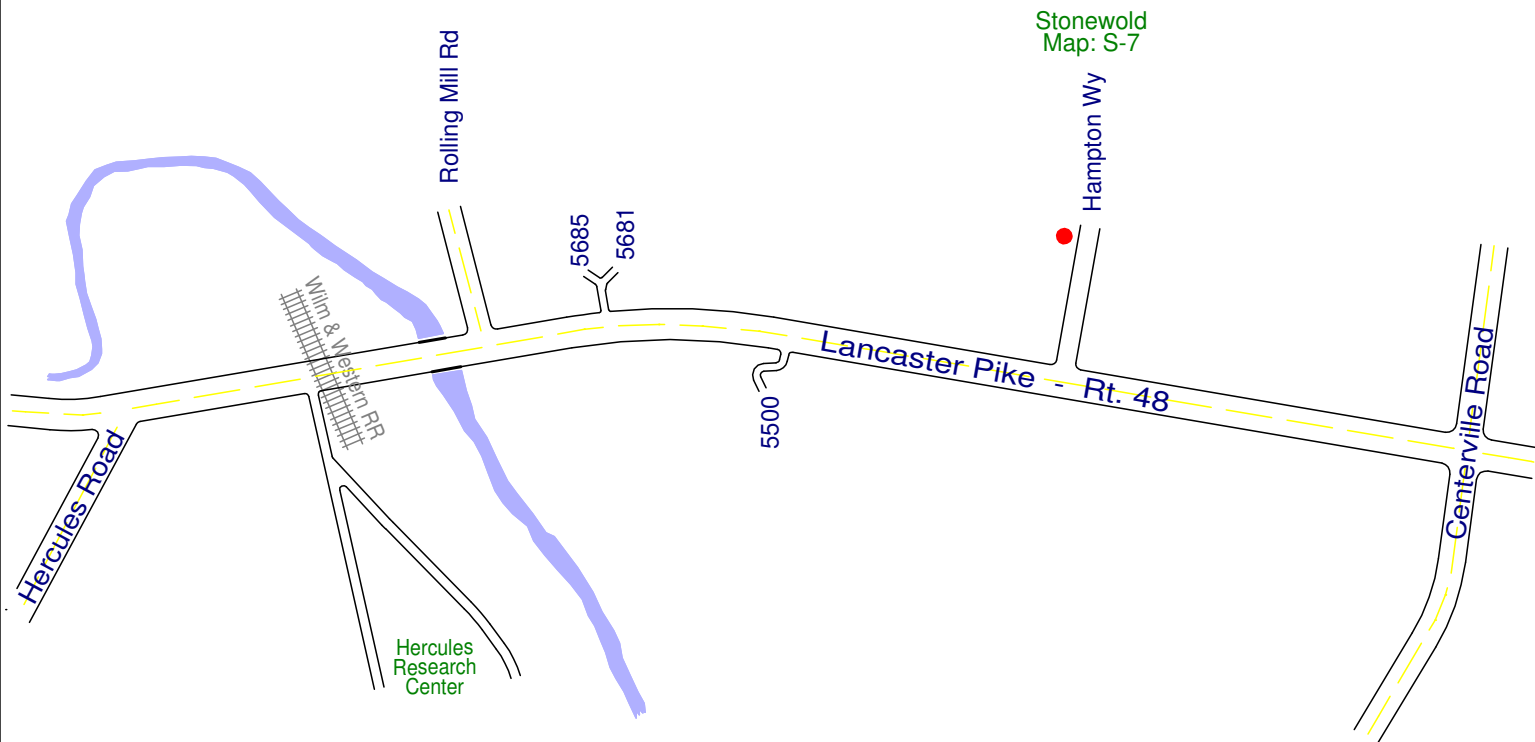 Stonewold
Map: S-7
Rolling Mill Rd
Hampton Wy
5685
5681
Wilm & Western RR
Lancaster Pike - Rt. 48
5500
Centerville Road
Hercules Road
Hercules
Research
Center